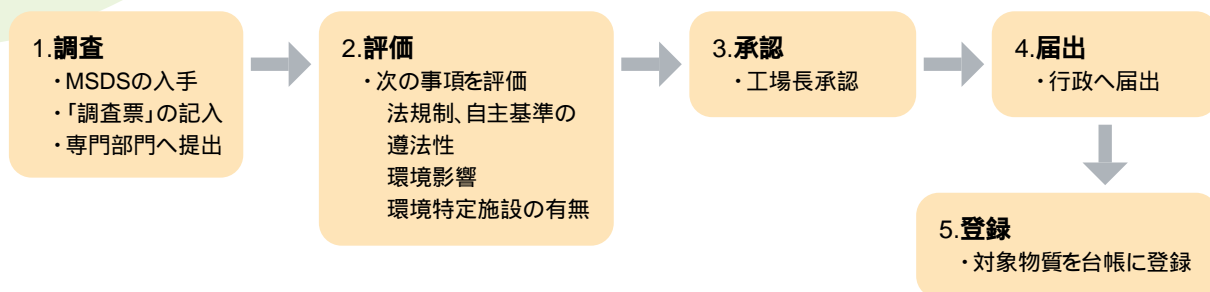 1.調査
・MSDSの入手
・「調査票」の記入
・専門部門へ提出
2.評価
・次の事項を評価
法規制、自主基準の
遵法性
環境影響
環境特定施設の有無
3.承認
・工場長承認
4.届出
・行政へ届出
5.登録
・対象物質を台帳に登録